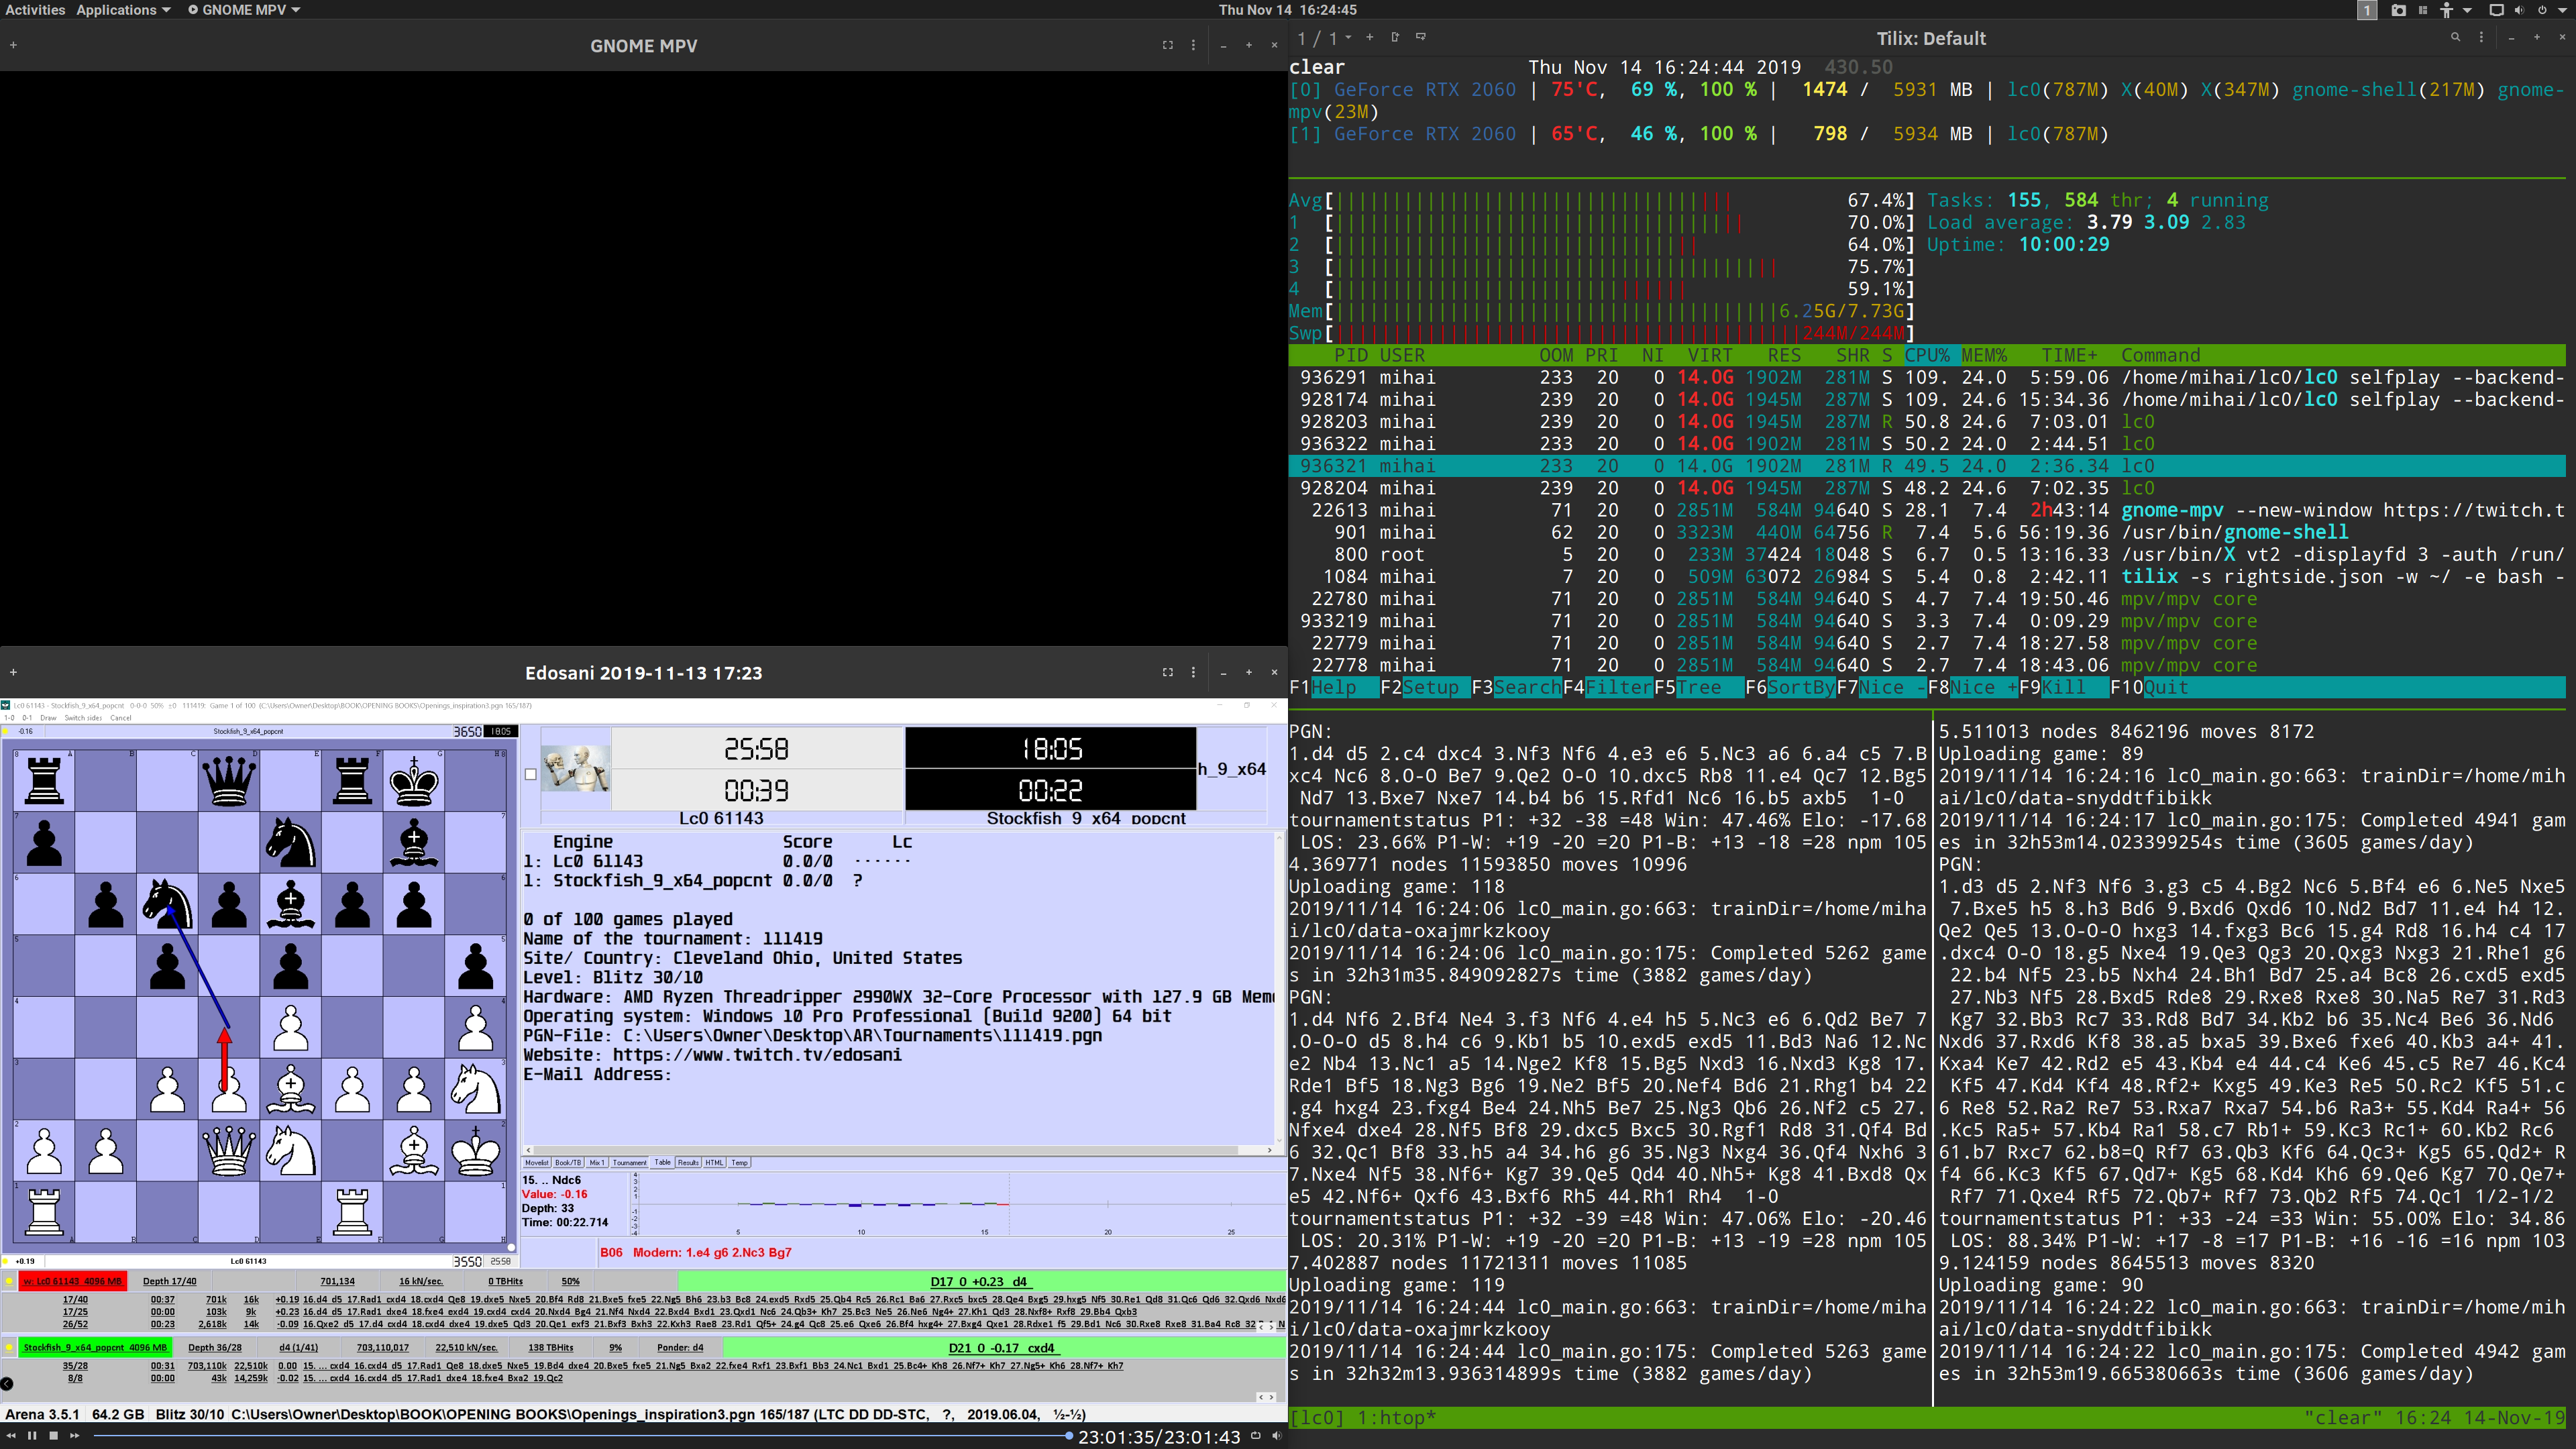 Activities Applications GNOME MPV Thu Nov 14 16:24:45 1
GNOME MPV
Edosani 2019-11-13 17:23
Lc0 61143 - Stockfish_9_x64_popcnt 0-0-0 50% ±0 111419: Game 1 of 100 (C:\Users\Owner\Desktop\BOOK\OPENING BOOKS\Openings_inspiration3.pgn 165/187)
1-0 0-1 Draw Switch sides Cancel
-0.16 Stockfish_9_x64_popcnt 3650 18:05
25:58 18:05
h_9_x64
00:39 00:22
Lc0 61143 Stockfish 9 x64 popcnt
Engine Score Lc
1: Lc0 61143 0.0/0 ······
1: Stockfish_9_x64_popcnt 0.0/0 ?
0 of 100 games played
Name of the tournament: 111419
Site/ Country: Cleveland Ohio, United States
Level: Blitz 30/10
Hardware: AMD Ryzen Threadripper 2990WX 32-Core Processor with 127.9 GB Mem
Operating system: Windows 10 Pro Professional (Build 9200) 64 bit
PGN-File: C:\Users\Owner\Desktop\AR\Tournaments\111419.pgn
Website: https://www.twitch.tv/edosani
E-Mail Address:
Movelist Book/TB Mix 1 Tournament Table Results HTML Temp
15. .. Ndc6
Value: -0.16
Depth: 33
Time: 00:22.714
5 10 15 20 25
B06 Modern: 1.e4 g6 2.Nc3 Bg7
+0.19 Lc0 61143 3550 25:58
w: Lc0 61143 4096 MB Depth 17/40 701,134 16 kN/sec. 0 TBHits 50% D17 0 +0.23 d4
17/40 00:37 701k 16k +0.19 16.d4 d5 17.Rad1 cxd4 18.cxd4 Qe8 19.dxe5 Nxe5 20.Bf4 Rd8 21.Bxe5 fxe5 22.Ng5 Bh6 23.b3 Bc8 24.exd5 Rxd5 25.Qb4 Rc5 26.Rc1 Ba6 27.Rxc5 bxc5 28.Qe4 Bxg5 29.hxg5 Nf5 30.Re1 Qd8 31.Qc6 Qd6 32.Qxd6 Nxd6
17/25 00:00 103k 9k +0.23 16.d4 d5 17.Rad1 dxe4 18.fxe4 exd4 19.cxd4 cxd4 20.Nxd4 Bg4 21.Nf4 Nxd4 22.Bxd4 Bxd1 23.Qxd1 Nc6 24.Qb3+ Kh7 25.Bc3 Ne5 26.Ne6 Ng4+ 27.Kh1 Qd3 28.Nxf8+ Rxf8 29.Bb4 Qxb3
26/52 00:23 2,618k 14k -0.09 16.Qxe2 d5 17.d4 cxd4 18.cxd4 dxe4 19.dxe5 Qd3 20.Qe1 exf3 21.Bxf3 Bxh3 22.Kxh3 Rae8 23.Rd1 Qf5+ 24.g4 Qc8 25.e6 Qxe6 26.Bf4 hxg4+ 27.Bxg4 Qxe1 28.Rdxe1 f5 29.Bd1 Nc6 30.Rxe8 Rxe8 31.Ba4 Rc8
Stockfish_9_x64_popcnt 4096 MB Depth 36/28 d4 (1/41) 703,110,017 22,510 kN/sec. 138 TBHits 9% Ponder: d4 D21 0 -0.17 cxd4
35/28 00:31 703,110k 22,510k 0.00 15. ... cxd4 16.cxd4 d5 17.Rad1 Qe8 18.dxe5 Nxe5 19.Bd4 dxe4 20.Bxe5 fxe5 21.Ng5 Bxa2 22.fxe4 Rxf1 23.Bxf1 Bb3 24.Nc1 Bxd1 25.Bc4+ Kh8 26.Nf7+ Kh7 27.Ng5+ Kh6 28.Nf7+ Kh7
8/8 00:00 43k 14,259k -0.02 15. ... cxd4 16.cxd4 d5 17.Rad1 dxe4 18.fxe4 Bxa2 19.Qc2
Arena 3.5.1 64.2 GB Blitz 30/10 C:\Users\Owner\Desktop\BOOK\OPENING BOOKS\Openings_inspiration3.pgn 165/187 (LTC DD DD-STC, ?, 2019.06.04, ½-½)
23:01:35/23:01:43
1 / 1 Tilix: Default
clear Thu Nov 14 16:24:44 2019 430.50
[0] GeForce RTX 2060 | 75'C, 69 %, 100 % | 1474 / 5931 MB | lc0(787M) X(40M) X(347M) gnome-shell(217M) gnome-
mpv(23M)
[1] GeForce RTX 2060 | 65'C, 46 %, 100 % | 798 / 5934 MB | lc0(787M)
Avg[ 67.4%] Tasks: 155, 584 thr; 4 running
1 [ 70.0%] Load average: 3.79 3.09 2.83
2 [ 64.0%] Uptime: 10:00:29
3 [ 75.7%]
4 [ 59.1%]
Mem[ 6.25G/7.73G]
Swp[ 244M/244M]
PID USER OOM PRI NI VIRT RES SHR S CPU% MEM% TIME+ Command
936291 mihai 233 20 0 14.0G 1902M 281M S 109. 24.0 5:59.06 /home/mihai/lc0/lc0 selfplay --backend-
928174 mihai 239 20 0 14.0G 1945M 287M S 109. 24.6 15:34.36 /home/mihai/lc0/lc0 selfplay --backend-
928203 mihai 239 20 0 14.0G 1945M 287M R 50.8 24.6 7:03.01 lc0
936322 mihai 233 20 0 14.0G 1902M 281M S 50.2 24.0 2:44.51 lc0
936321 mihai 233 20 0 14.0G 1902M 281M R 49.5 24.0 2:36.34 lc0
928204 mihai 239 20 0 14.0G 1945M 287M S 48.2 24.6 7:02.35 lc0
22613 mihai 71 20 0 2851M 584M 94640 S 28.1 7.4 2h43:14 gnome-mpv --new-window https://twitch.t
901 mihai 62 20 0 3323M 440M 64756 R 7.4 5.6 56:19.36 /usr/bin/gnome-shell
800 root 5 20 0 233M 37424 18048 S 6.7 0.5 13:16.33 /usr/bin/X vt2 -displayfd 3 -auth /run/
1084 mihai 7 20 0 509M 63072 26984 S 5.4 0.8 2:42.11 tilix -s rightside.json -w ~/ -e bash -
22780 mihai 71 20 0 2851M 584M 94640 S 4.7 7.4 19:50.46 mpv/mpv core
933219 mihai 71 20 0 2851M 584M 94640 S 3.3 7.4 0:09.29 mpv/mpv core
22779 mihai 71 20 0 2851M 584M 94640 S 2.7 7.4 18:27.58 mpv/mpv core
22778 mihai 71 20 0 2851M 584M 94640 S 2.7 7.4 18:43.06 mpv/mpv core
F1Help F2Setup F3SearchF4FilterF5Tree F6SortByF7Nice -F8Nice +F9Kill F10Quit
PGN:
1.d4 d5 2.c4 dxc4 3.Nf3 Nf6 4.e3 e6 5.Nc3 a6 6.a4 c5 7.B
xc4 Nc6 8.O-O Be7 9.Qe2 O-O 10.dxc5 Rb8 11.e4 Qc7 12.Bg5
Nd7 13.Bxe7 Nxe7 14.b4 b6 15.Rfd1 Nc6 16.b5 axb5 1-0
tournamentstatus P1: +32 -38 =48 Win: 47.46% Elo: -17.68
LOS: 23.66% P1-W: +19 -20 =20 P1-B: +13 -18 =28 npm 105
4.369771 nodes 11593850 moves 10996
Uploading game: 118
2019/11/14 16:24:06 lc0_main.go:663: trainDir=/home/miha
i/lc0/data-oxajmrkzkooy
2019/11/14 16:24:06 lc0_main.go:175: Completed 5262 game
s in 32h31m35.849092827s time (3882 games/day)
PGN:
1.d4 Nf6 2.Bf4 Ne4 3.f3 Nf6 4.e4 h5 5.Nc3 e6 6.Qd2 Be7 7
.O-O-O d5 8.h4 c6 9.Kb1 b5 10.exd5 exd5 11.Bd3 Na6 12.Nc
e2 Nb4 13.Nc1 a5 14.Nge2 Kf8 15.Bg5 Nxd3 16.Nxd3 Kg8 17.
Rde1 Bf5 18.Ng3 Bg6 19.Ne2 Bf5 20.Nef4 Bd6 21.Rhg1 b4 22
.g4 hxg4 23.fxg4 Be4 24.Nh5 Be7 25.Ng3 Qb6 26.Nf2 c5 27.
Nfxe4 dxe4 28.Nf5 Bf8 29.dxc5 Bxc5 30.Rgf1 Rd8 31.Qf4 Bd
6 32.Qc1 Bf8 33.h5 a4 34.h6 g6 35.Ng3 Nxg4 36.Qf4 Nxh6 3
7.Nxe4 Nf5 38.Nf6+ Kg7 39.Qe5 Qd4 40.Nh5+ Kg8 41.Bxd8 Qx
e5 42.Nf6+ Qxf6 43.Bxf6 Rh5 44.Rh1 Rh4 1-0
tournamentstatus P1: +32 -39 =48 Win: 47.06% Elo: -20.46
LOS: 20.31% P1-W: +19 -20 =20 P1-B: +13 -19 =28 npm 105
7.402887 nodes 11721311 moves 11085
Uploading game: 119
2019/11/14 16:24:44 lc0_main.go:663: trainDir=/home/miha
i/lc0/data-oxajmrkzkooy
2019/11/14 16:24:44 lc0_main.go:175: Completed 5263 game
s in 32h32m13.936314899s time (3882 games/day)
5.511013 nodes 8462196 moves 8172
Uploading game: 89
2019/11/14 16:24:16 lc0_main.go:663: trainDir=/home/mih
ai/lc0/data-snyddtfibikk
2019/11/14 16:24:17 lc0_main.go:175: Completed 4941 gam
es in 32h53m14.023399254s time (3605 games/day)
PGN:
1.d3 d5 2.Nf3 Nf6 3.g3 c5 4.Bg2 Nc6 5.Bf4 e6 6.Ne5 Nxe5
7.Bxe5 h5 8.h3 Bd6 9.Bxd6 Qxd6 10.Nd2 Bd7 11.e4 h4 12.
Qe2 Qe5 13.O-O-O hxg3 14.fxg3 Bc6 15.g4 Rd8 16.h4 c4 17
.dxc4 O-O 18.g5 Nxe4 19.Qe3 Qg3 20.Qxg3 Nxg3 21.Rhe1 g6
22.b4 Nf5 23.b5 Nxh4 24.Bh1 Bd7 25.a4 Bc8 26.cxd5 exd5
27.Nb3 Nf5 28.Bxd5 Rde8 29.Rxe8 Rxe8 30.Na5 Re7 31.Rd3
Kg7 32.Bb3 Rc7 33.Rd8 Bd7 34.Kb2 b6 35.Nc4 Be6 36.Nd6
Nxd6 37.Rxd6 Kf8 38.a5 bxa5 39.Bxe6 fxe6 40.Kb3 a4+ 41.
Kxa4 Ke7 42.Rd2 e5 43.Kb4 e4 44.c4 Ke6 45.c5 Re7 46.Kc4
Kf5 47.Kd4 Kf4 48.Rf2+ Kxg5 49.Ke3 Re5 50.Rc2 Kf5 51.c
6 Re8 52.Ra2 Re7 53.Rxa7 Rxa7 54.b6 Ra3+ 55.Kd4 Ra4+ 56
.Kc5 Ra5+ 57.Kb4 Ra1 58.c7 Rb1+ 59.Kc3 Rc1+ 60.Kb2 Rc6
61.b7 Rxc7 62.b8=Q Rf7 63.Qb3 Kf6 64.Qc3+ Kg5 65.Qd2+ R
f4 66.Kc3 Kf5 67.Qd7+ Kg5 68.Kd4 Kh6 69.Qe6 Kg7 70.Qe7+
Rf7 71.Qxe4 Rf5 72.Qb7+ Rf7 73.Qb2 Rf5 74.Qc1 1/2-1/2
tournamentstatus P1: +33 -24 =33 Win: 55.00% Elo: 34.86
LOS: 88.34% P1-W: +17 -8 =17 P1-B: +16 -16 =16 npm 103
9.124159 nodes 8645513 moves 8320
Uploading game: 90
2019/11/14 16:24:22 lc0_main.go:663: trainDir=/home/mih
ai/lc0/data-snyddtfibikk
2019/11/14 16:24:22 lc0_main.go:175: Completed 4942 gam
es in 32h53m19.665380663s time (3606 games/day)
[lc0] 1:htop* "clear" 16:24 14-Nov-19